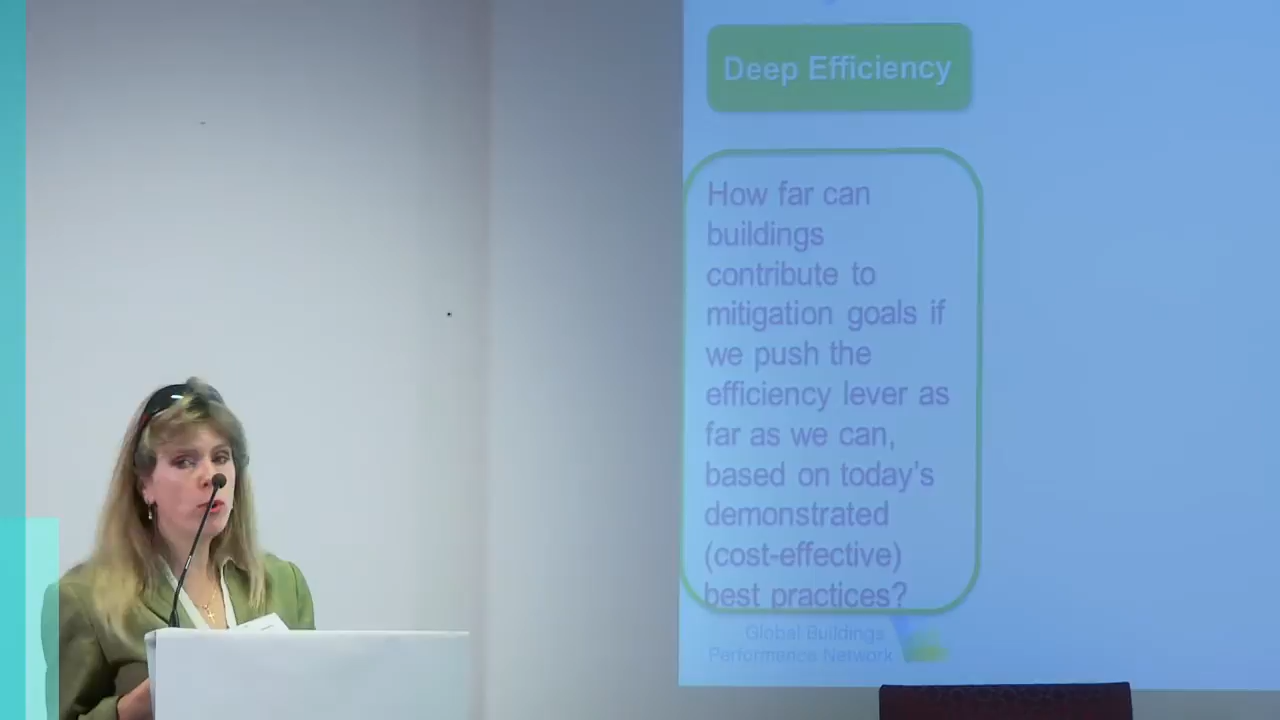 Deep Efficiency
How far can
buildings
contribute to
mitigation goals if
we push the
efficiency lever as
far as we can,
based on today's
demonstrated
(cost-effective)
best practices?
Global Buildings
Performance Network